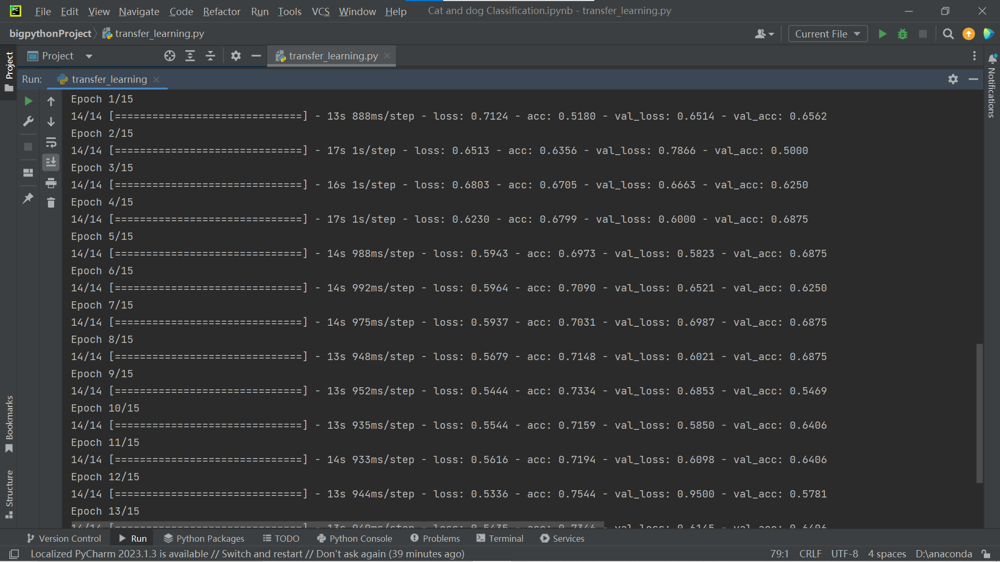 PC File Edit View Navigate Code Refactor Run Tools VCS Window Help Cat and dog Classification.ipynb - transfer_learning.py
bigpythonProject transfer_learning.py Current File
Project transfer_learning.py
Project
Notifications
Run: transfer_learning
Epoch 1/15
14/14 [==============================] - 13s 888ms/step - loss: 0.7124 - acc: 0.5180 - val_loss: 0.6514 - val_acc: 0.6562
Epoch 2/15
14/14 [==============================] - 17s 1s/step - loss: 0.6513 - acc: 0.6356 - val_loss: 0.7866 - val_acc: 0.5000
Epoch 3/15
14/14 [==============================] - 16s 1s/step - loss: 0.6803 - acc: 0.6705 - val_loss: 0.6663 - val_acc: 0.6250
Epoch 4/15
14/14 [==============================] - 17s 1s/step - loss: 0.6230 - acc: 0.6799 - val_loss: 0.6000 - val_acc: 0.6875
Epoch 5/15
14/14 [==============================] - 14s 988ms/step - loss: 0.5943 - acc: 0.6973 - val_loss: 0.5823 - val_acc: 0.6875
Epoch 6/15
14/14 [==============================] - 14s 992ms/step - loss: 0.5964 - acc: 0.7090 - val_loss: 0.6521 - val_acc: 0.6250
Epoch 7/15
14/14 [==============================] - 14s 975ms/step - loss: 0.5937 - acc: 0.7031 - val_loss: 0.6987 - val_acc: 0.6875
Epoch 8/15
14/14 [==============================] - 13s 948ms/step - loss: 0.5679 - acc: 0.7148 - val_loss: 0.6021 - val_acc: 0.6875
Epoch 9/15
14/14 [==============================] - 13s 952ms/step - loss: 0.5444 - acc: 0.7334 - val_loss: 0.6853 - val_acc: 0.5469
Epoch 10/15
14/14 [==============================] - 13s 935ms/step - loss: 0.5544 - acc: 0.7159 - val_loss: 0.5850 - val_acc: 0.6406
Epoch 11/15
14/14 [==============================] - 14s 933ms/step - loss: 0.5616 - acc: 0.7194 - val_loss: 0.6098 - val_acc: 0.6406
Epoch 12/15
14/14 [==============================] - 13s 944ms/step - loss: 0.5336 - acc: 0.7544 - val_loss: 0.9500 - val_acc: 0.5781
Epoch 13/15
14/14 [==============================] - 13s ms/step - loss: acc: - val_loss: - val_acc:
Bookmarks
Structure
Version Control Run Python Packages TODO Python Console Problems Terminal Services
Localized PyCharm 2023.1.3 is available // Switch and restart // Don't ask again (39 minutes ago) 79:1 CRLF UTF-8 4 spaces D:\anaconda